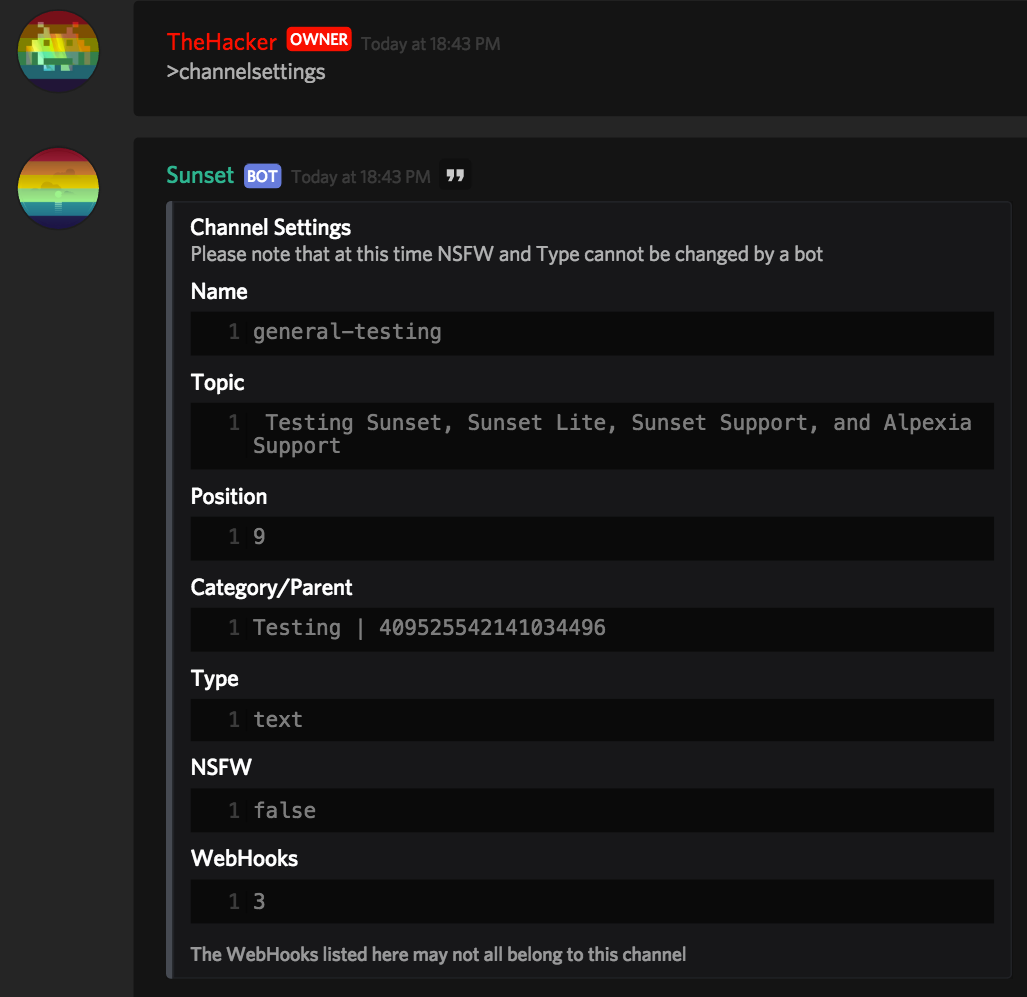 TheHacker OWNER Today at 18:43 PM
>channelsettings
Sunset BOT Today at 18:43 PM
Channel Settings
Please note that at this time NSFW and Type cannot be changed by a bot
Name
1 general-testing
Topic
1 Testing Sunset, Sunset Lite, Sunset Support, and Alpexia
Support
Position
1 9
Category/Parent
1 Testing | 409525542141034496
Type
1 text
NSFW
1 false
WebHooks
1 3
The WebHooks listed here may not all belong to this channel